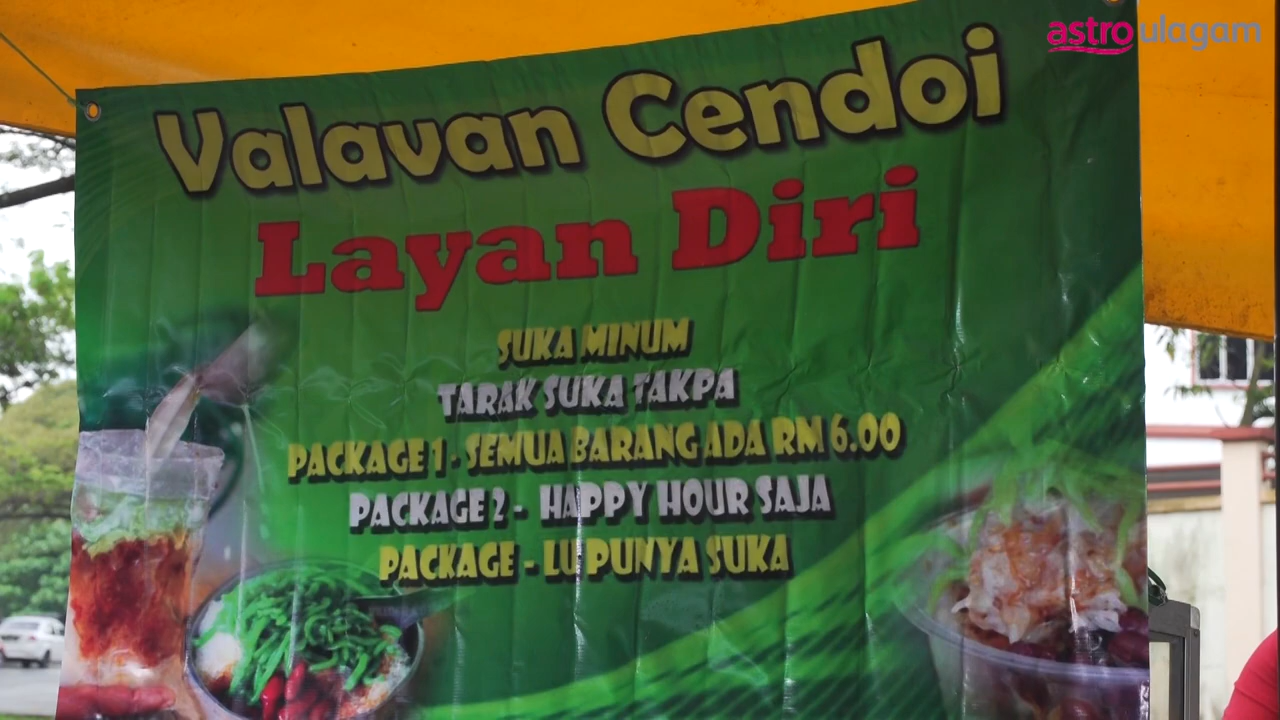 astro ulagam
Valavan Cendoi
Layan Diri
SUKA MINUM
TARAK SUKA TAKPA
PACKAGE 1 - SEMUA BARANG ADA RM 6.00
PACKAGE 2 - HAPPY HOUR SAJA
PACKAGE - LU PUNYA SUKA